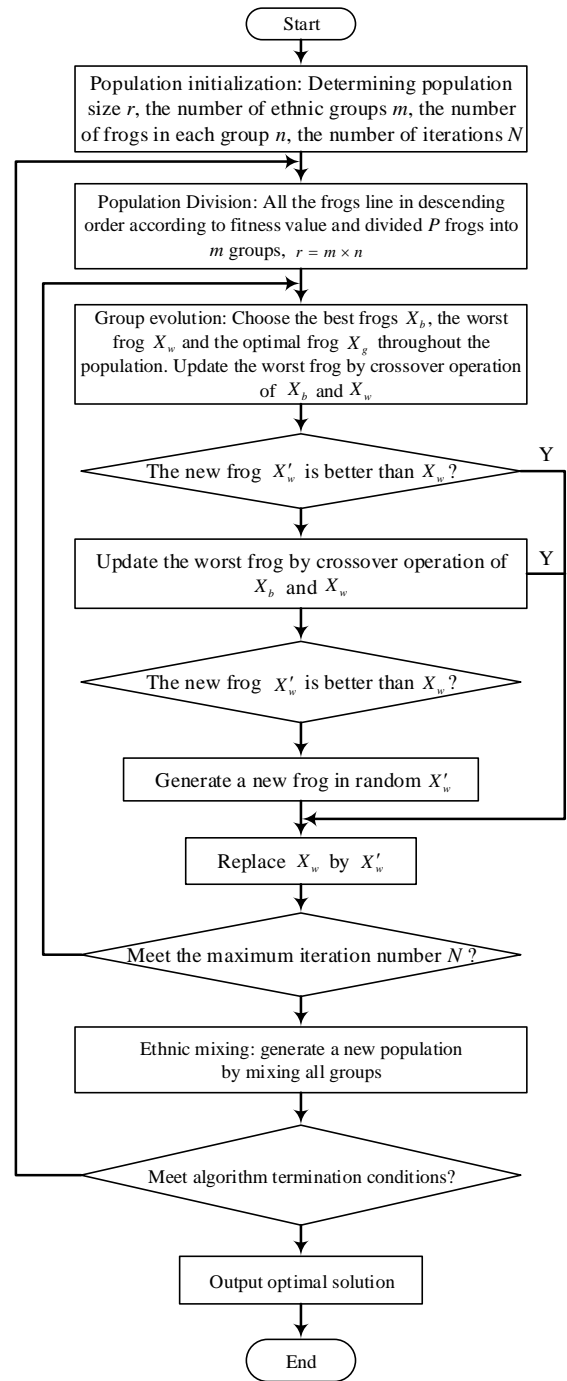 Start
Population initialization: Determining population
size r, the number of ethnic groups m, the number
of frogs in each group n, the number of iterations N
Population Division: All the frogs line in descending
order according to fitness value and divided P frogs into
m groups, r = m × n
Group evolution: Choose the best frogs X_b, the worst
frog X_w and the optimal frog X_g throughout the
population. Update the worst frog by crossover operation
of X_b and X_w
The new frog X'_w is better than X_w?
Y
Update the worst frog by crossover operation of
X_b and X_w
Y
The new frog X'_w is better than X_w?
Generate a new frog in random X'_w
Replace X_w by X'_w
Meet the maximum iteration number N ?
Ethnic mixing: generate a new population
by mixing all groups
Meet algorithm termination conditions?
Output optimal solution
End